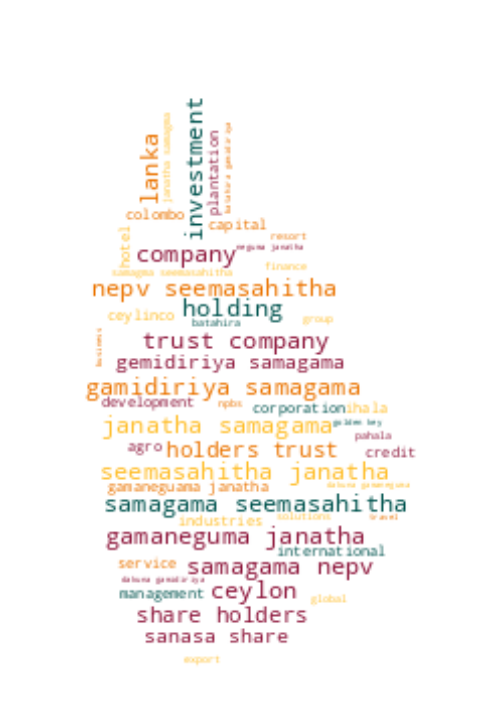 investment
lanka
janatha samagma
plantation
batahira gamidiriya
colombo
capital
hotel
resort
company
neguma janatha
samagma seemasahitha
finance
nepv seemasahitha
holding
ceylinco
batahira
group
business
trust company
gemidiriya samagama
gamidiriya samagama
development
npbs
corporation
ihala
janatha samagama
golden key
pahala
agro
holders trust
credit
seemasahitha janatha
gamaneguama janatha
dakuna gamaneguma
samagama seemasahitha
industries
solutions
travel
gamaneguma janatha
international
service
samagama nepv
dakuna gamidiriya
management
ceylon
global
share holders
sanasa share
export